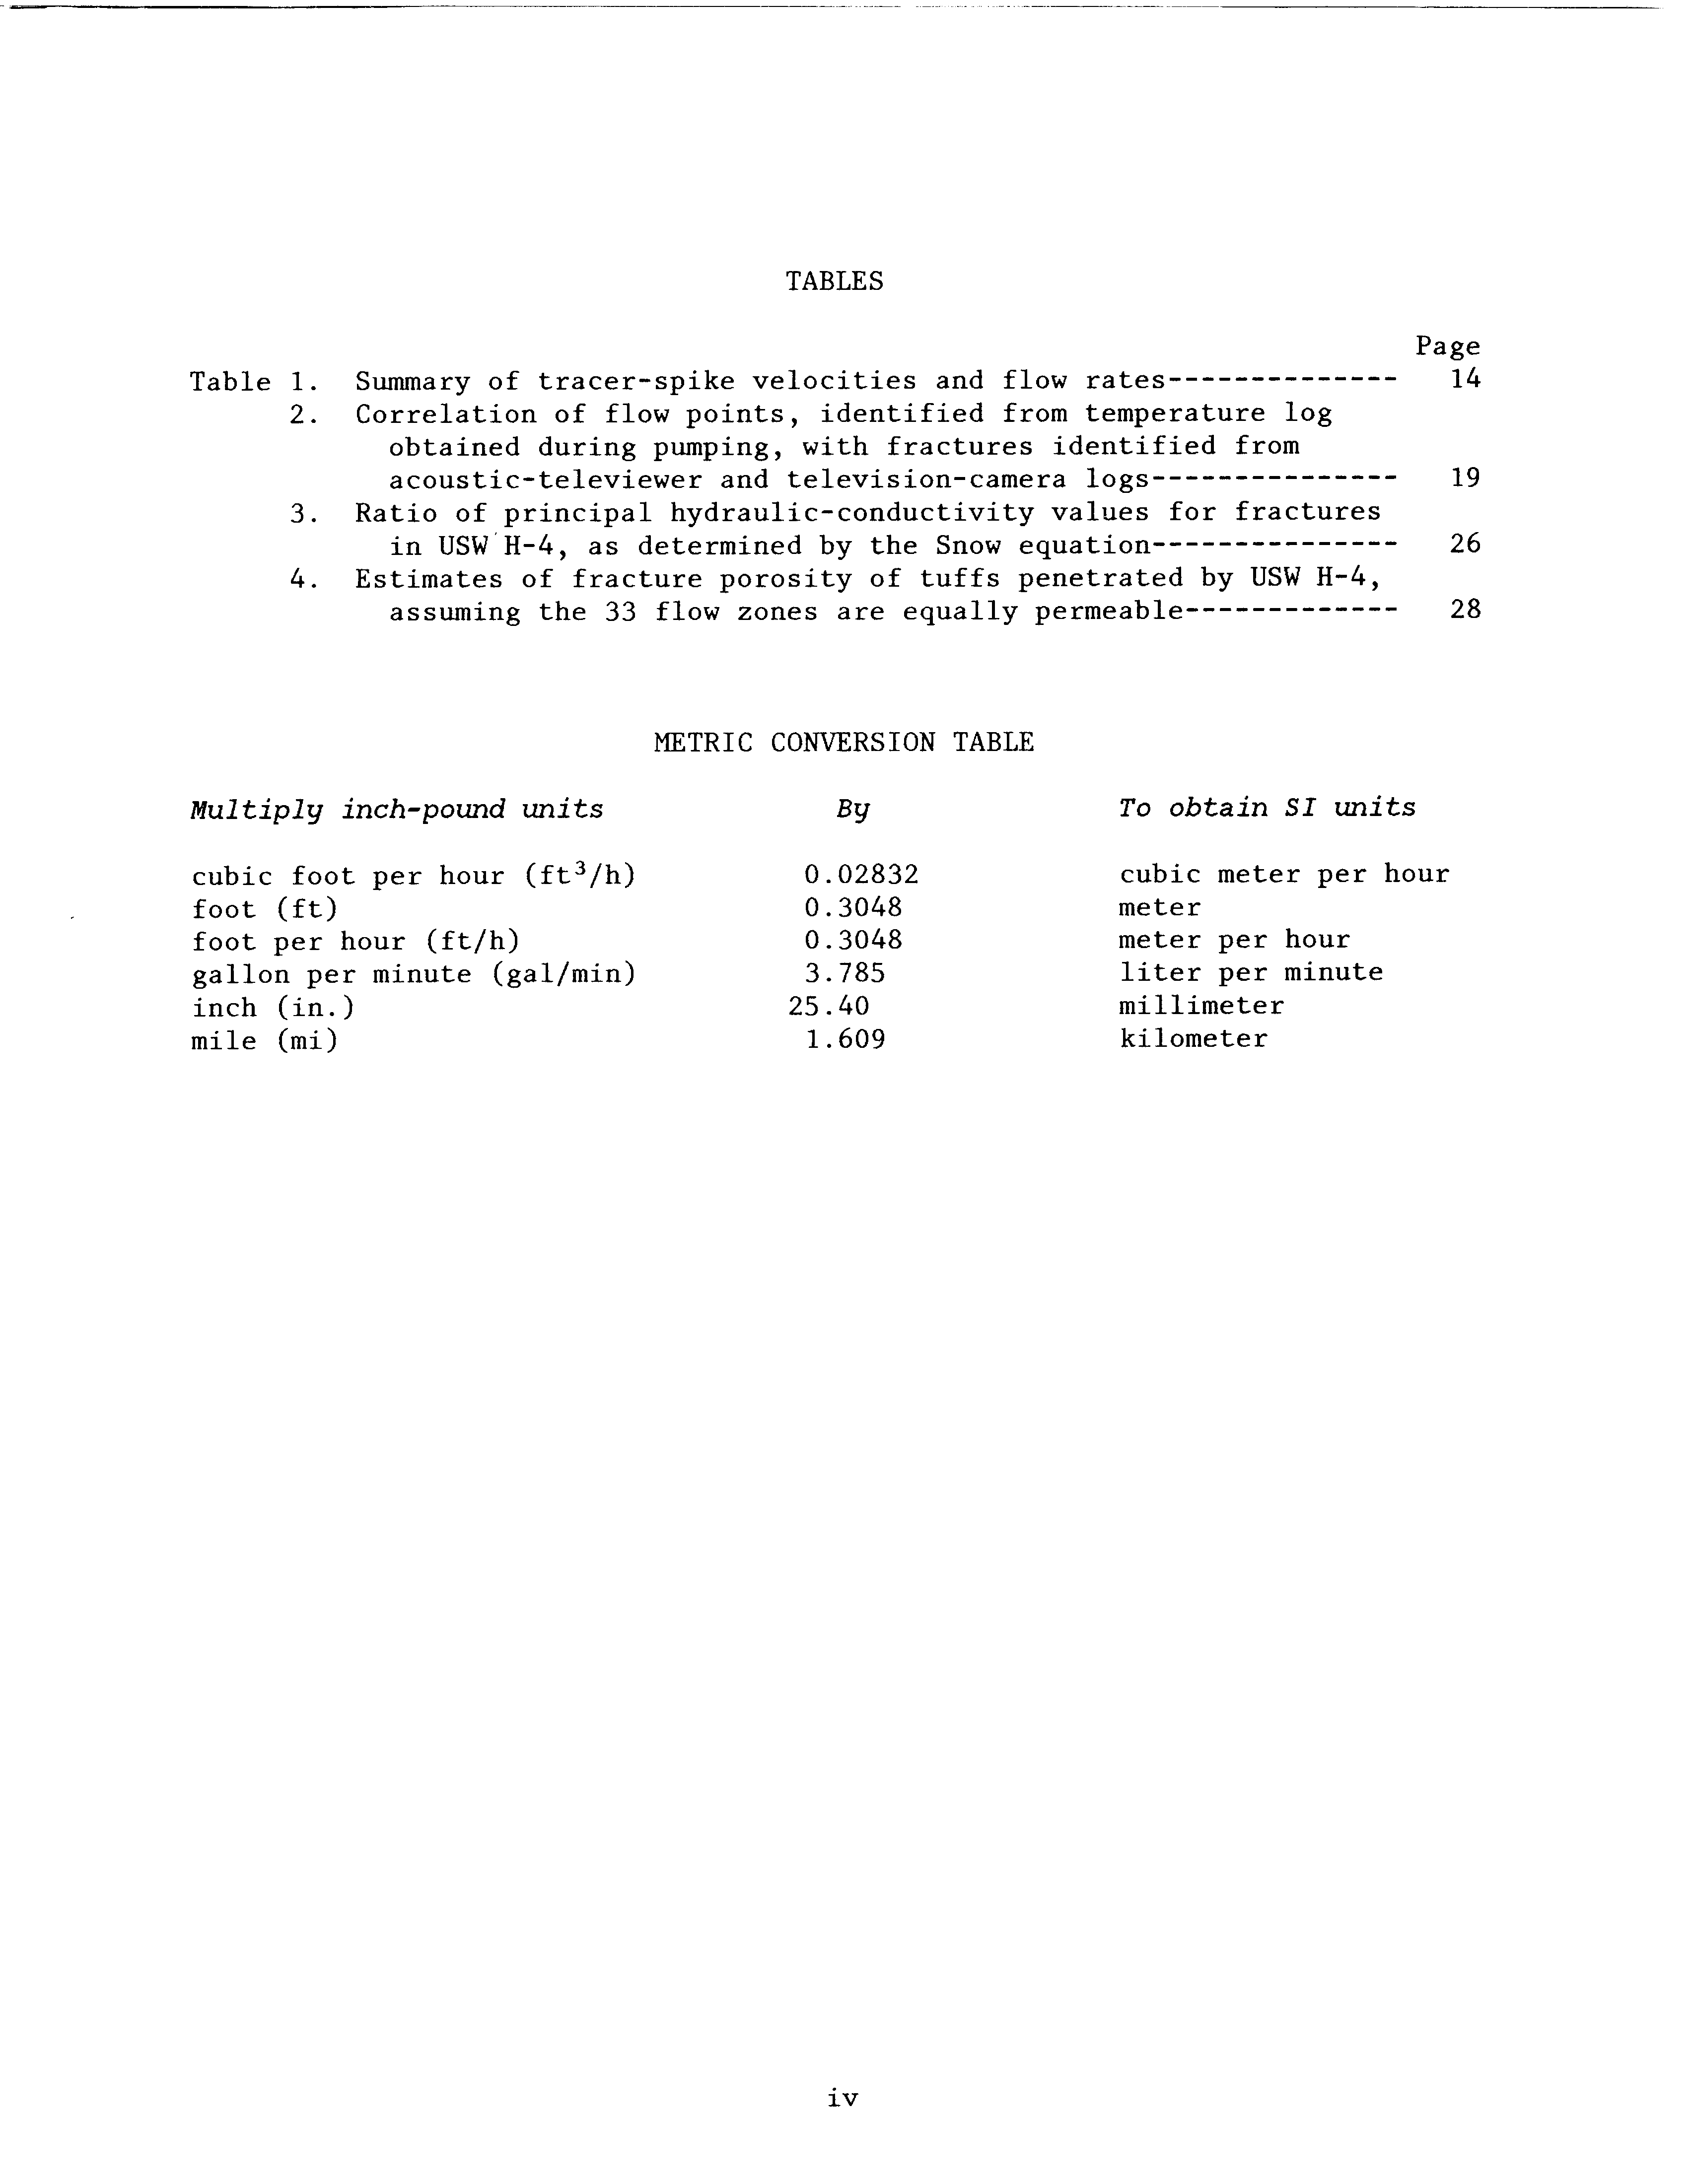 TABLES
Page
Table 1. Summary of tracer-spike velocities and flow rates-------------- 14
2. Correlation of flow points, identified from temperature log
obtained during pumping, with fractures identified from
acoustic-televiewer and television-camera logs--------------- 19
3. Ratio of principal hydraulic-conductivity values for fractures
in USW H-4, as determined by the Snow equation--------------- 26
4. Estimates of fracture porosity of tuffs penetrated by USW H-4,
assuming the 33 flow zones are equally permeable------------- 28
METRIC CONVERSION TABLE
Multiply inch-pound units By To obtain SI units
cubic foot per hour (ft³/h) 0.02832 cubic meter per hour
foot (ft) 0.3048 meter
foot per hour (ft/h) 0.3048 meter per hour
gallon per minute (gal/min) 3.785 liter per minute
inch (in.) 25.40 millimeter
mile (mi) 1.609 kilometer
iv